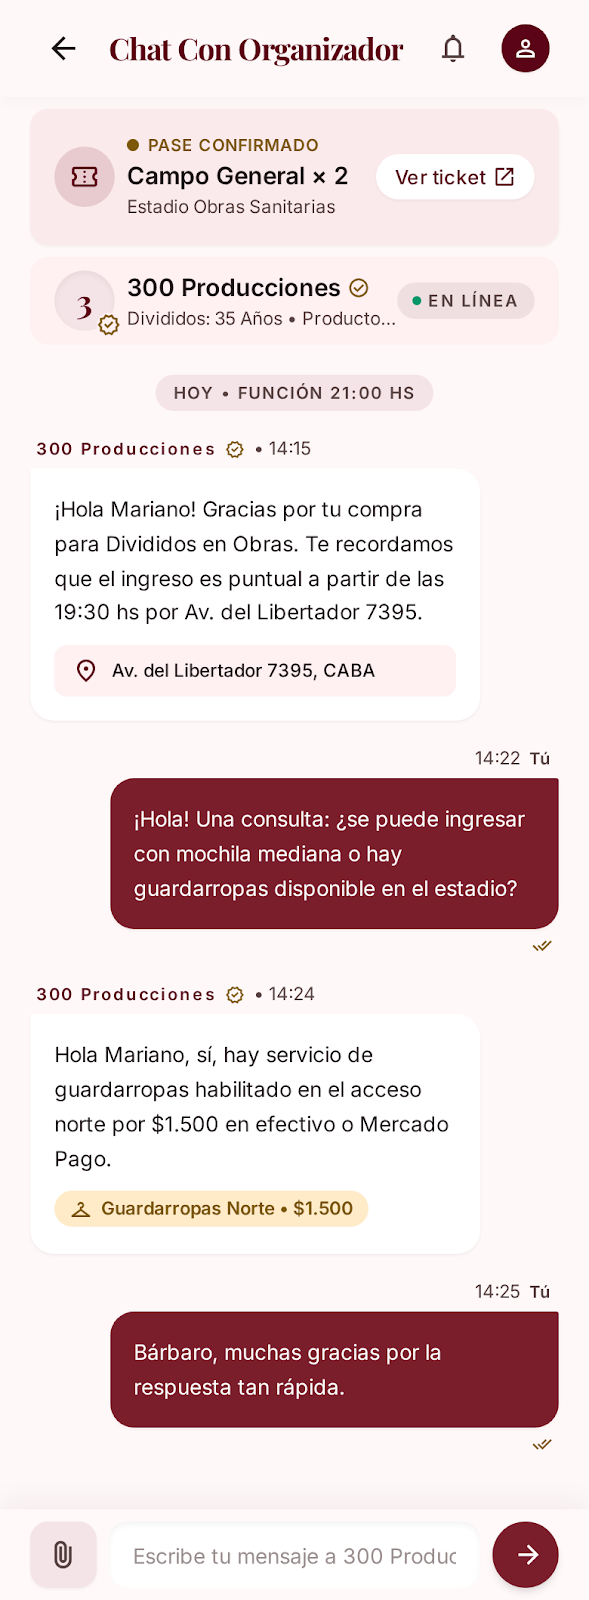 Chat Con Organizador
PASE CONFIRMADO
Campo General × 2
Estadio Obras Sanitarias
Ver ticket
3
300 Producciones
Divididos: 35 Años • Producto...
EN LÍNEA
HOY • FUNCIÓN 21:00 HS
300 Producciones • 14:15
¡Hola Mariano! Gracias por tu compra
para Divididos en Obras. Te recordamos
que el ingreso es puntual a partir de las
19:30 hs por Av. del Libertador 7395.
Av. del Libertador 7395, CABA
14:22 Tú
¡Hola! Una consulta: ¿se puede ingresar
con mochila mediana o hay
guardarropas disponible en el estadio?
300 Producciones • 14:24
Hola Mariano, sí, hay servicio de
guardarropas habilitado en el acceso
norte por $1.500 en efectivo o Mercado
Pago.
Guardarropas Norte • $1.500
14:25 Tú
Bárbaro, muchas gracias por la
respuesta tan rápida.
Escribe tu mensaje a 300 Produc